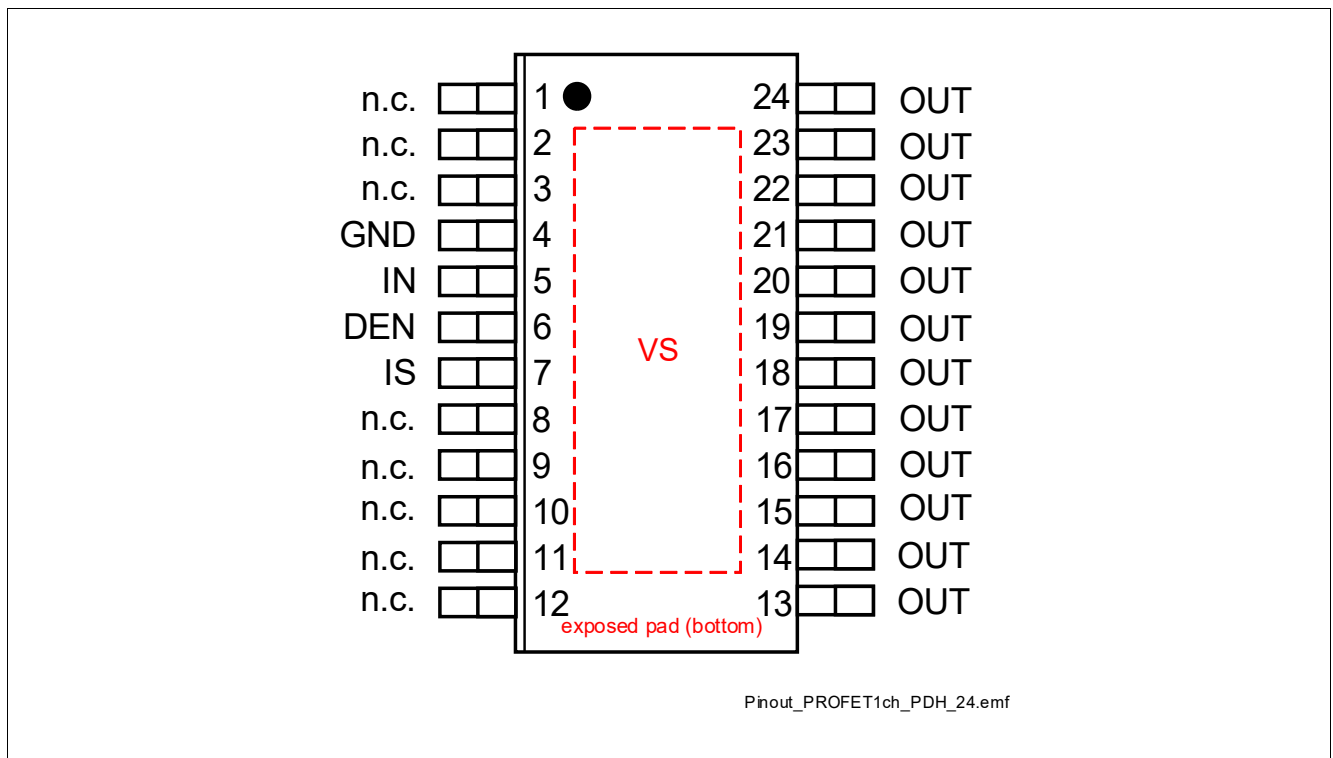 n.c. 1 24 OUT
n.c. 2 23 OUT
n.c. 3 22 OUT
GND 4 21 OUT
IN 5 20 OUT
DEN 6 19 OUT
VS
IS 7 18 OUT
n.c. 8 17 OUT
n.c. 9 16 OUT
n.c. 10 15 OUT
n.c. 11 14 OUT
n.c. 12 13 OUT
exposed pad (bottom)
Pinout_PROFET1ch_PDH_24.emf